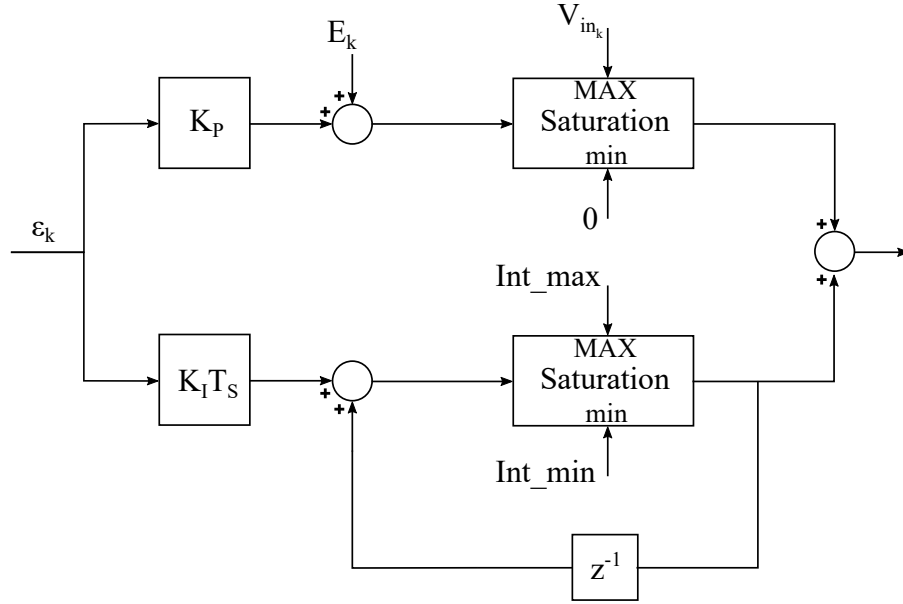 V_in_k
E_k
MAX
K_P
Saturation
min
+
+
+
0
ε_k
+
+
Int_max
MAX
K_I T_S
Saturation
+
+
min
Int_min
z^-1